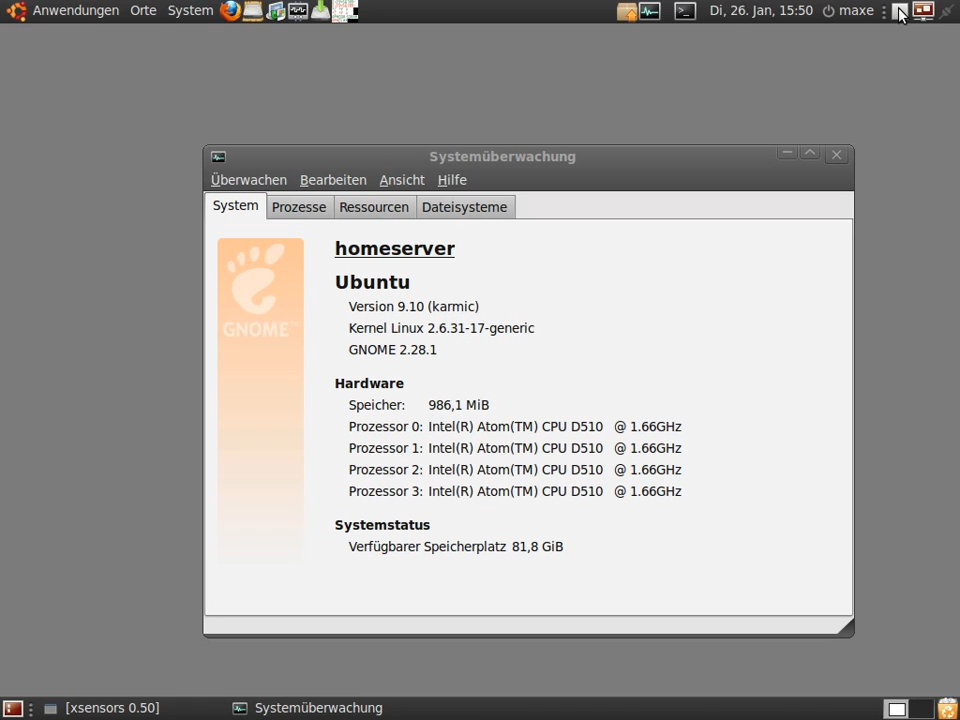 Anwendungen Orte System Di, 26. Jan, 15:50 maxe
Systemüberwachung
Überwachen Bearbeiten Ansicht Hilfe
System Prozesse Ressourcen Dateisysteme
GNOME
homeserver
Ubuntu
Version 9.10 (karmic)
Kernel Linux 2.6.31-17-generic
GNOME 2.28.1
Hardware
Speicher: 986,1 MiB
Prozessor 0: Intel(R) Atom(TM) CPU D510 @ 1.66GHz
Prozessor 1: Intel(R) Atom(TM) CPU D510 @ 1.66GHz
Prozessor 2: Intel(R) Atom(TM) CPU D510 @ 1.66GHz
Prozessor 3: Intel(R) Atom(TM) CPU D510 @ 1.66GHz
Systemstatus
Verfügbarer Speicherplatz 81,8 GiB
[xsensors 0.50] Systemüberwachung